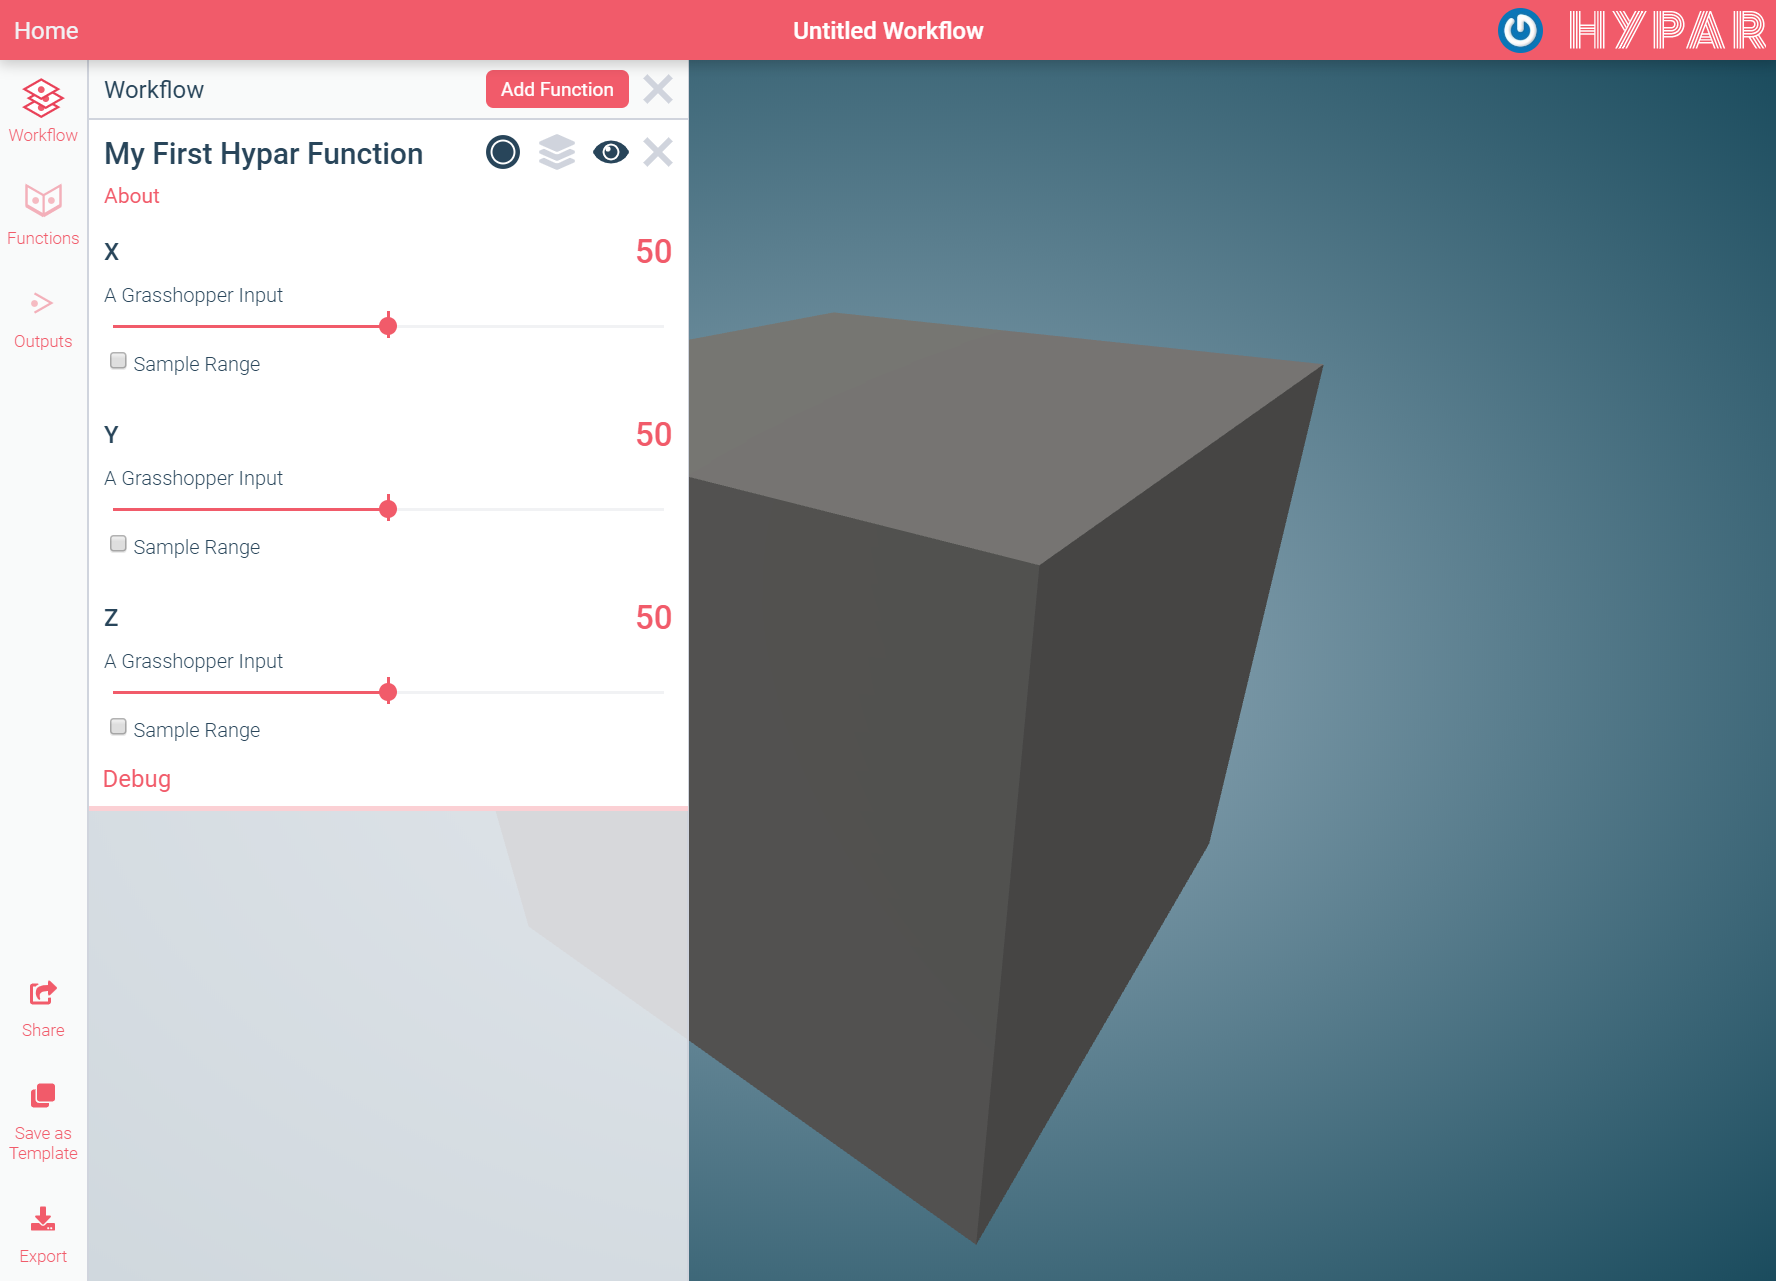 Home
Untitled Workflow
HYPAR
Workflow
Functions
Outputs
Share
Save as
Template
Export
Workflow
Add Function
My First Hypar Function
About
X
50
A Grasshopper Input
Sample Range
Y
50
A Grasshopper Input
Sample Range
Z
50
A Grasshopper Input
Sample Range
Debug